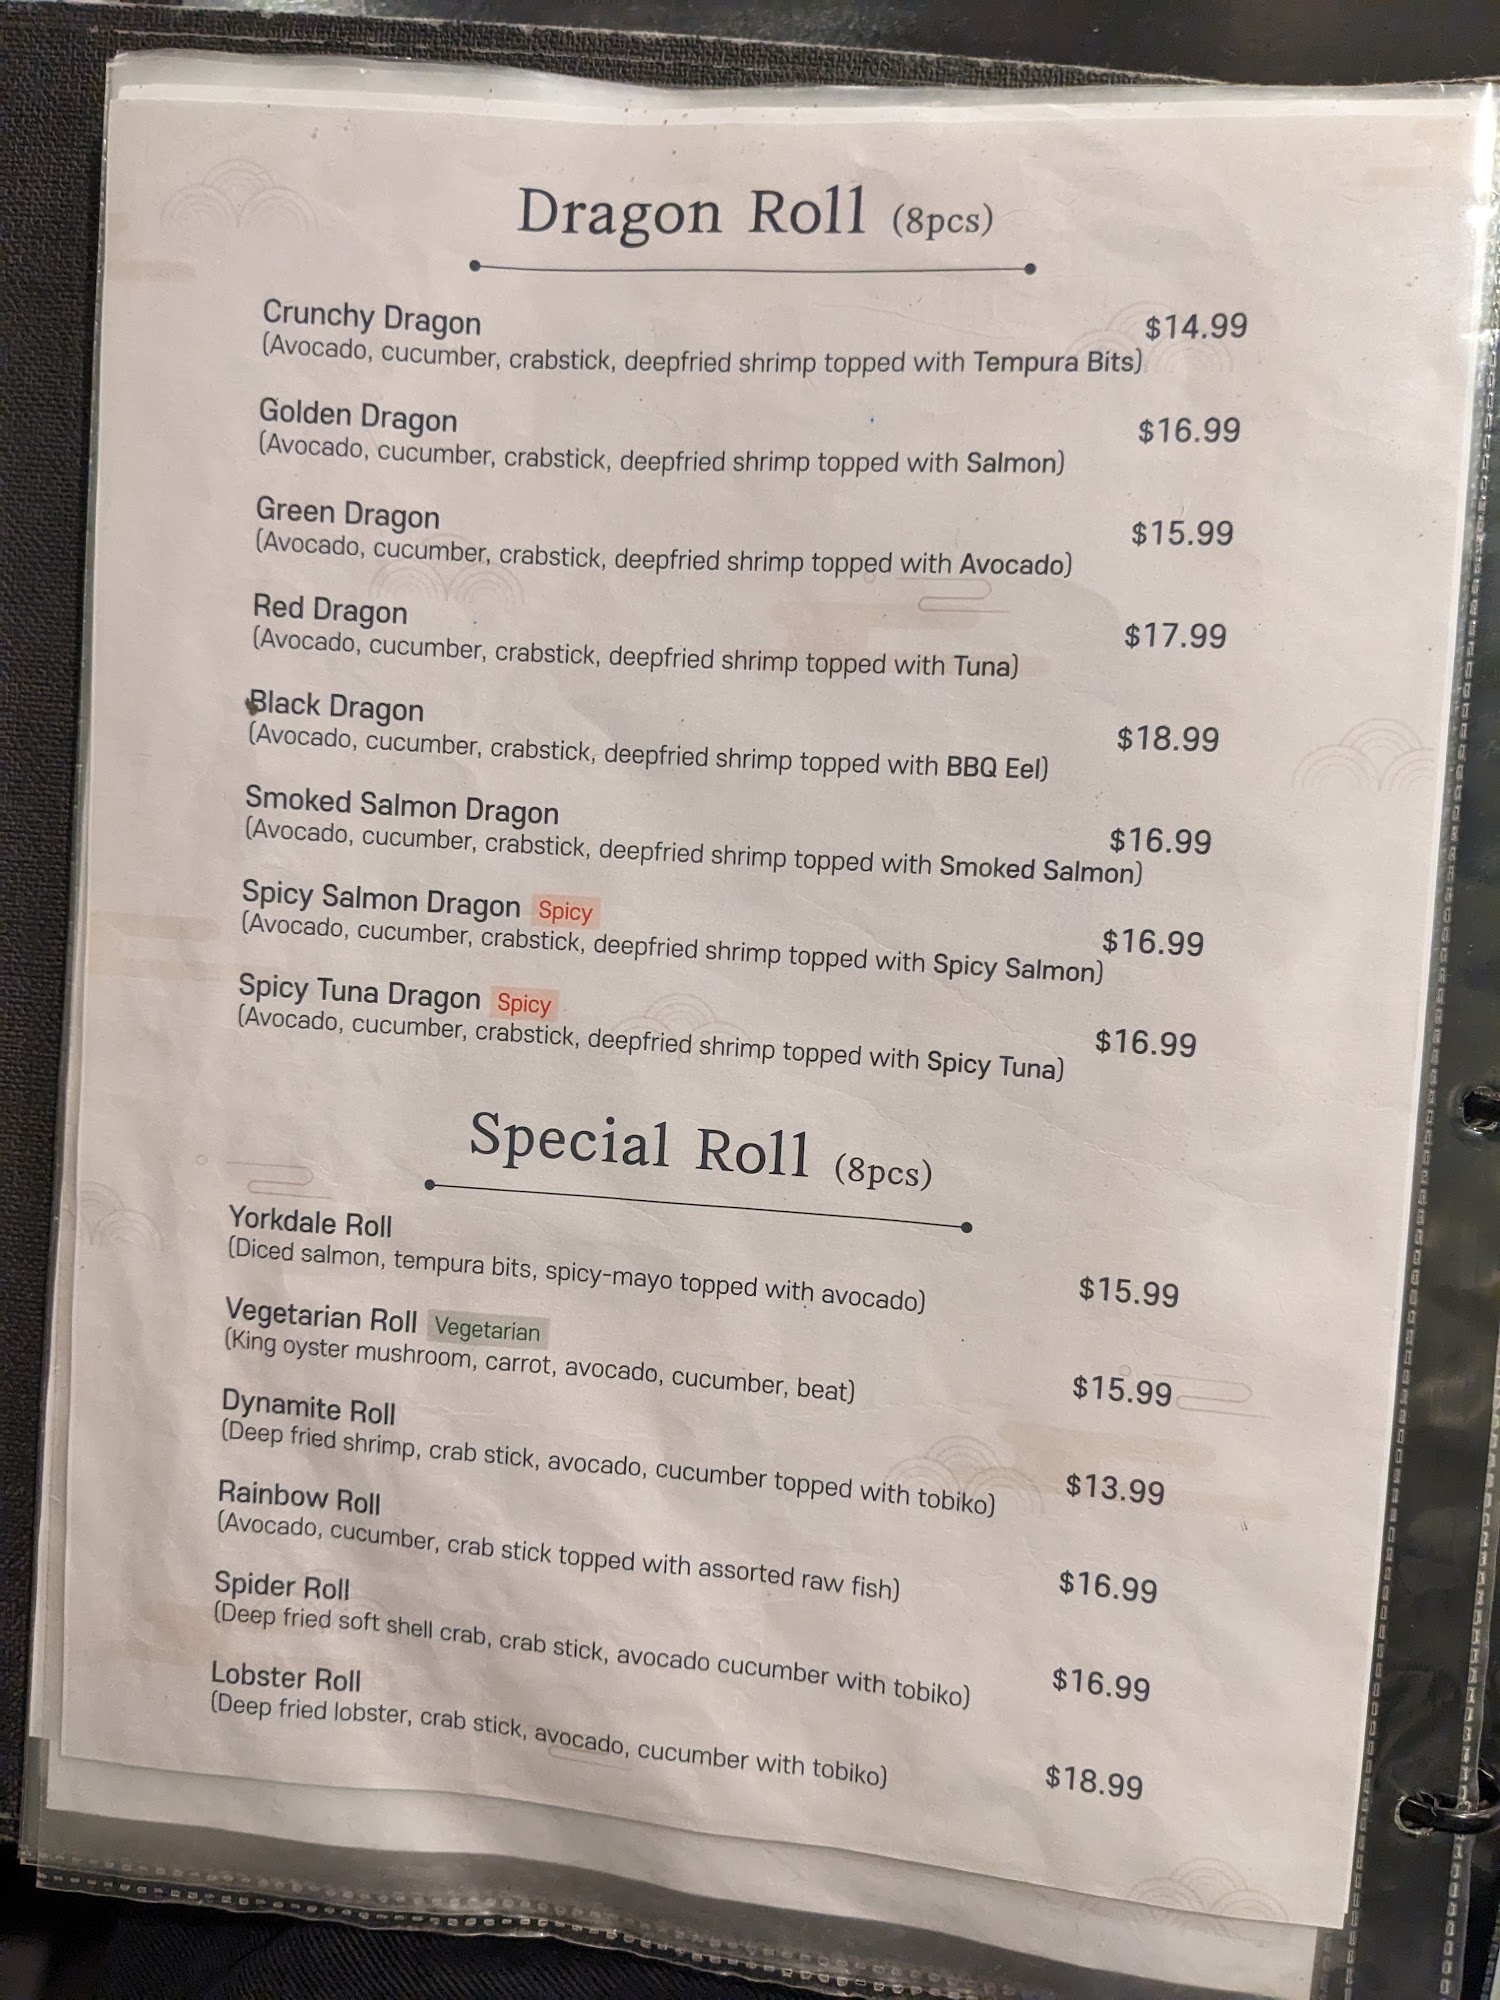 Dragon Roll (8pcs)
Crunchy Dragon $14.99
(Avocado, cucumber, crabstick, deepfried shrimp topped with Tempura Bits)
Golden Dragon $16.99
(Avocado, cucumber, crabstick, deepfried shrimp topped with Salmon)
Green Dragon $15.99
(Avocado, cucumber, crabstick, deepfried shrimp topped with Avocado)
Red Dragon $17.99
(Avocado, cucumber, crabstick, deepfried shrimp topped with Tuna)
Black Dragon $18.99
(Avocado, cucumber, crabstick, deepfried shrimp topped with BBQ Eel)
Smoked Salmon Dragon $16.99
(Avocado, cucumber, crabstick, deepfried shrimp topped with Smoked Salmon)
Spicy Salmon Dragon Spicy $16.99
(Avocado, cucumber, crabstick, deepfried shrimp topped with Spicy Salmon)
Spicy Tuna Dragon Spicy $16.99
(Avocado, cucumber, crabstick, deepfried shrimp topped with Spicy Tuna)
Special Roll (8pcs)
Yorkdale Roll $15.99
(Diced salmon, tempura bits, spicy-mayo topped with avocado)
Vegetarian Roll Vegetarian $15.99
(King oyster mushroom, carrot, avocado, cucumber, beat)
Dynamite Roll $13.99
(Deep fried shrimp, crab stick, avocado, cucumber topped with tobiko)
Rainbow Roll $16.99
(Avocado, cucumber, crab stick topped with assorted raw fish)
Spider Roll $16.99
(Deep fried soft shell crab, crab stick, avocado cucumber with tobiko)
Lobster Roll $18.99
(Deep fried lobster, crab stick, avocado, cucumber with tobiko)